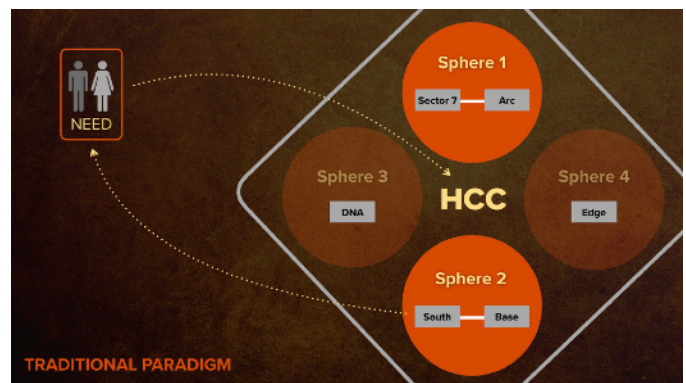 Sphere 1
Sector 7 Arc
NEED
Sphere 3
DNA
HCC
Sphere 4
Edge
Sphere 2
South Base
TRADITIONAL PARADIGM